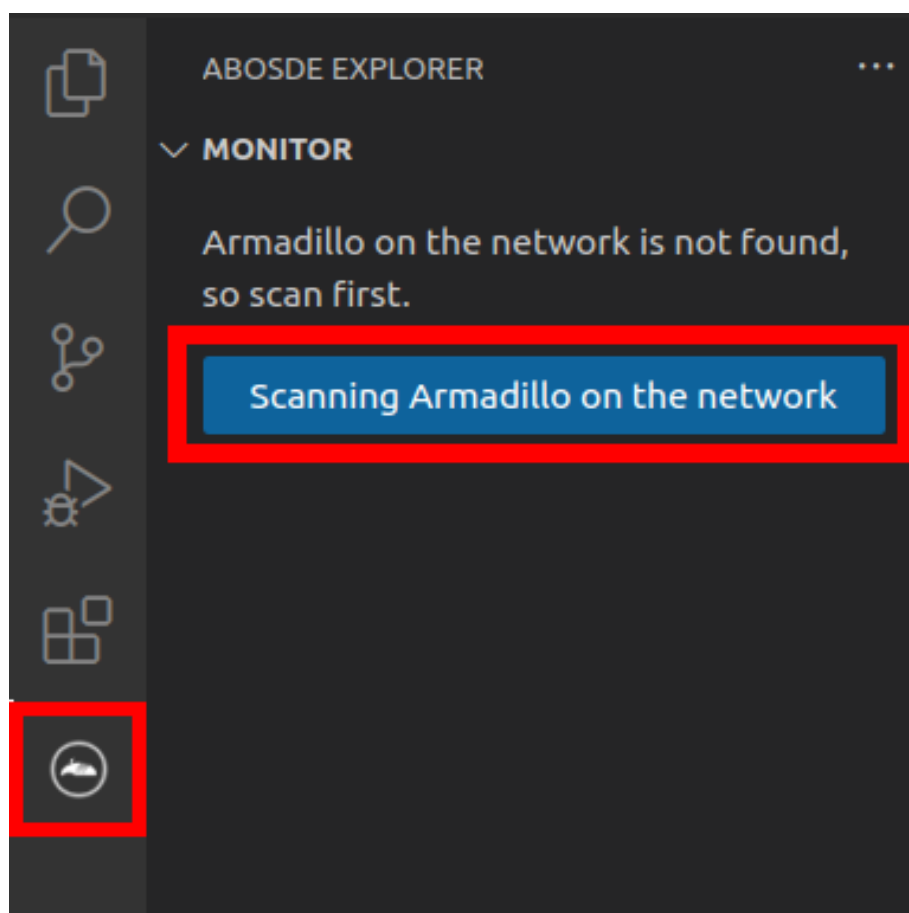 ABOSDE EXPLORER
MONITOR
Armadillo on the network is not found,
so scan first.
Scanning Armadillo on the network